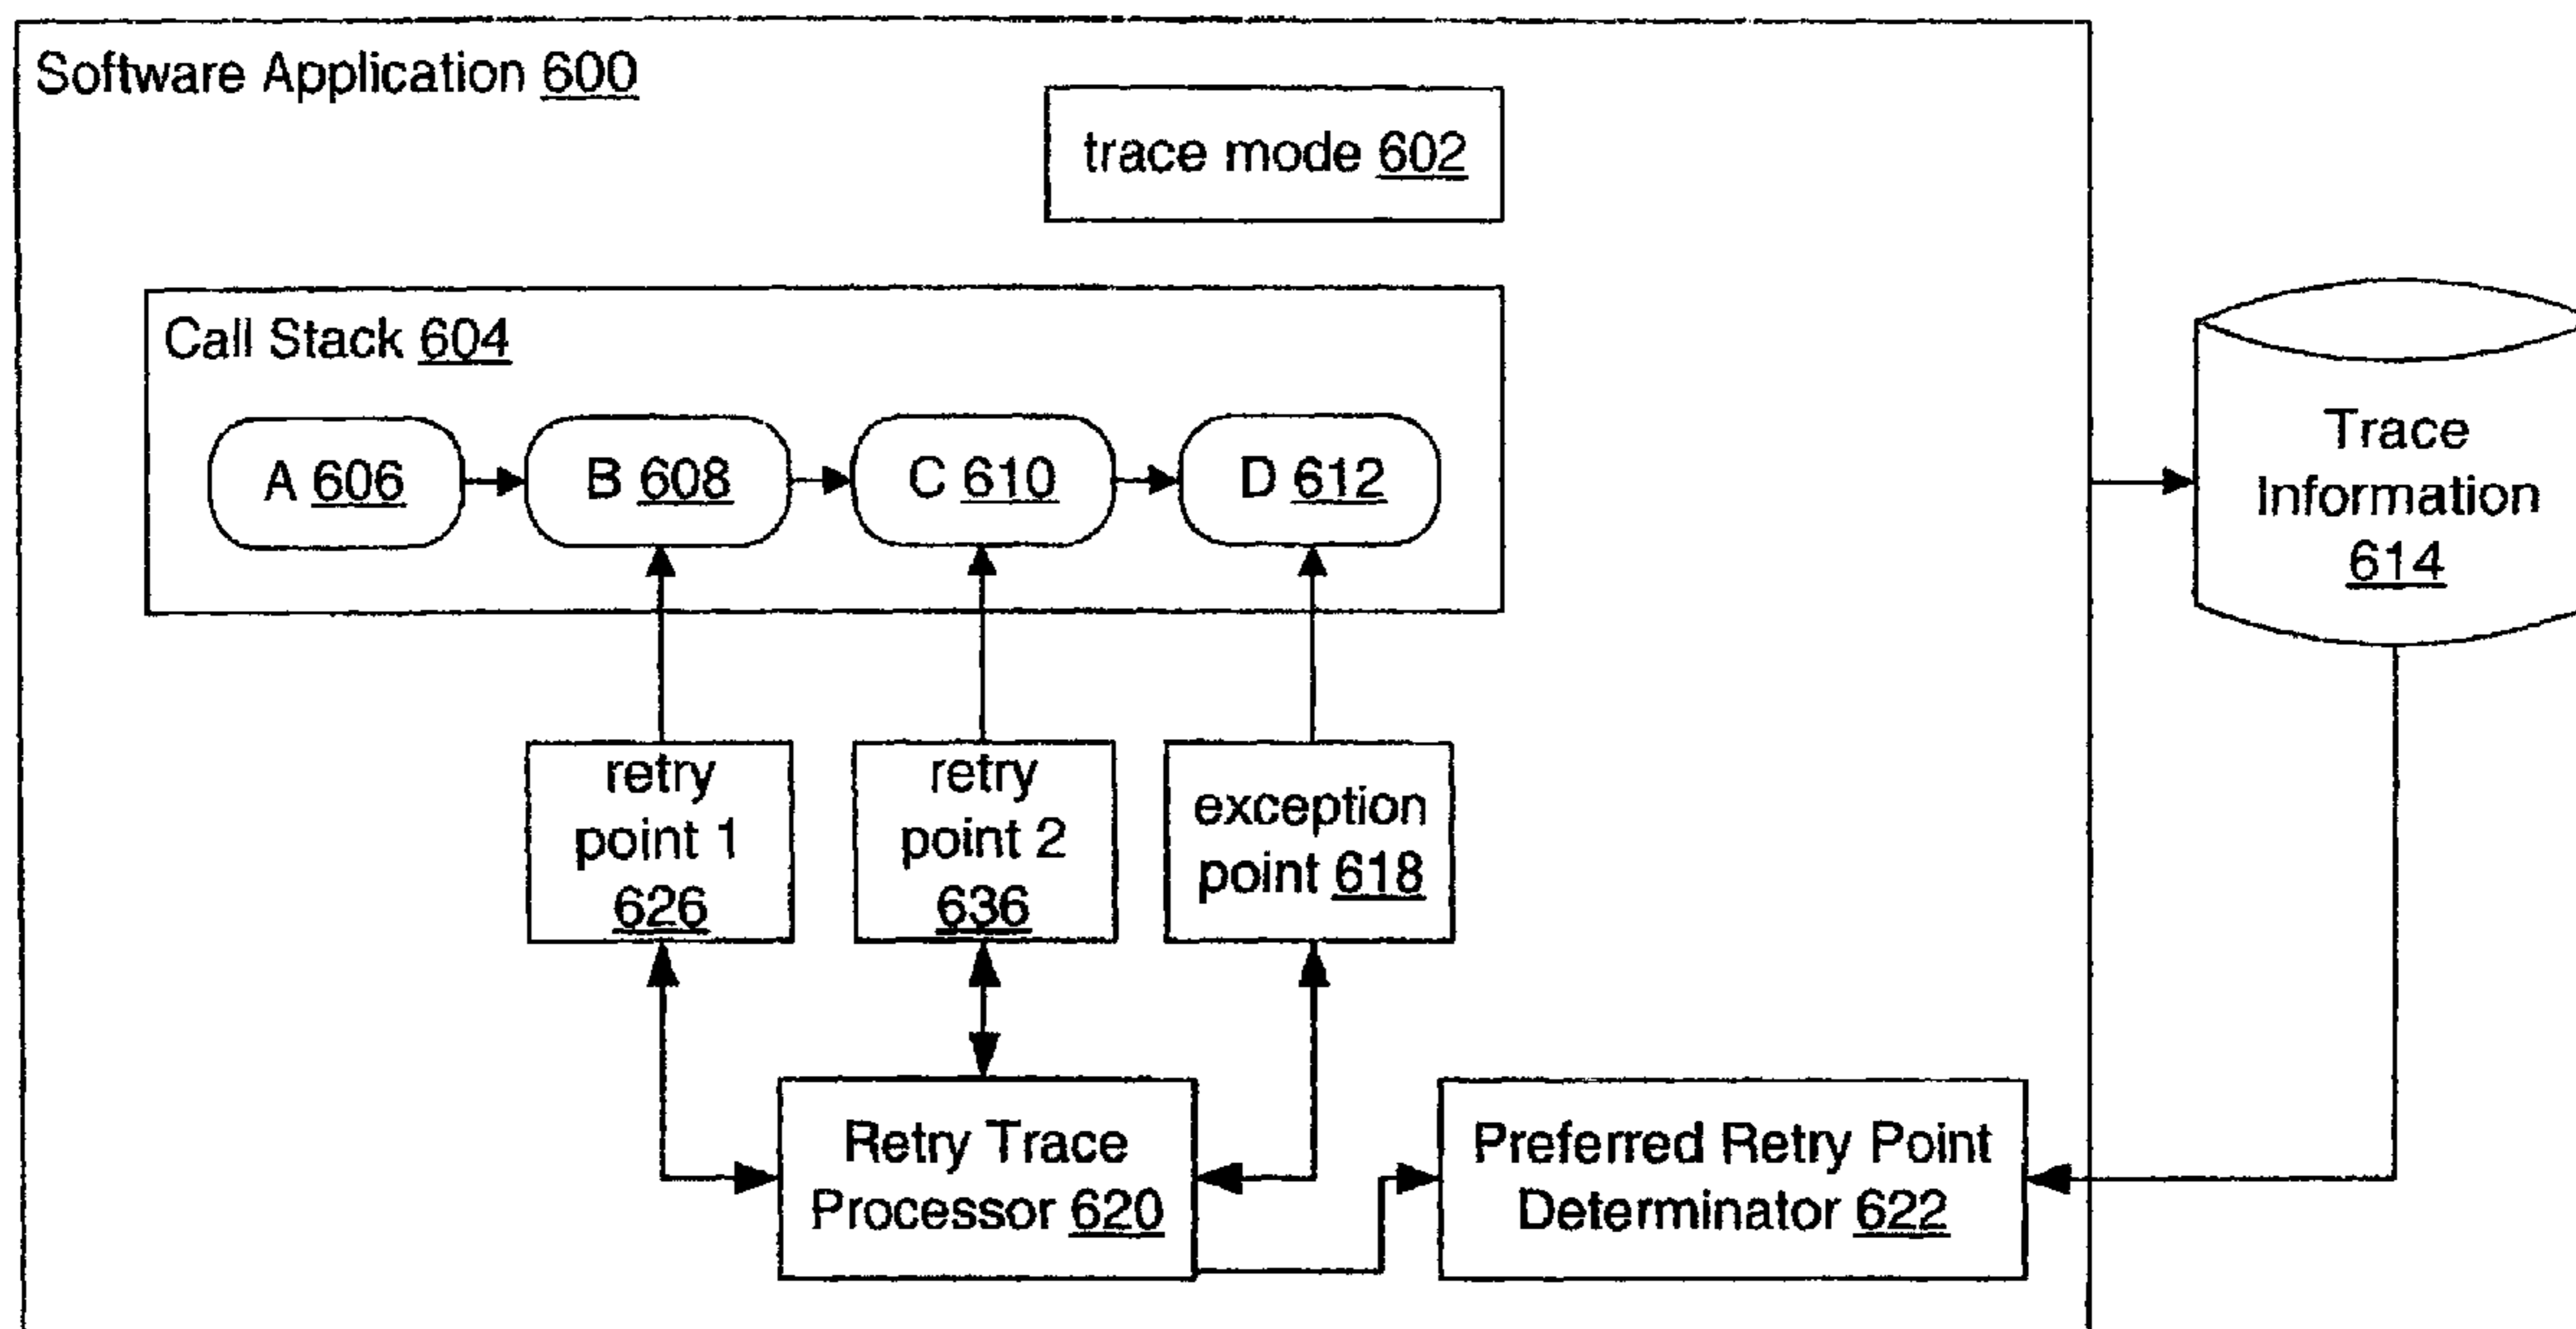 Software Application 600
trace mode 602
Call Stack 604
A 606
B 608
C 610
D 612
Trace
Information
614
retry
point 1
626
retry
point 2
636
exception
point 618
Retry Trace
Processor 620
Preferred Retry Point
Determinator 622